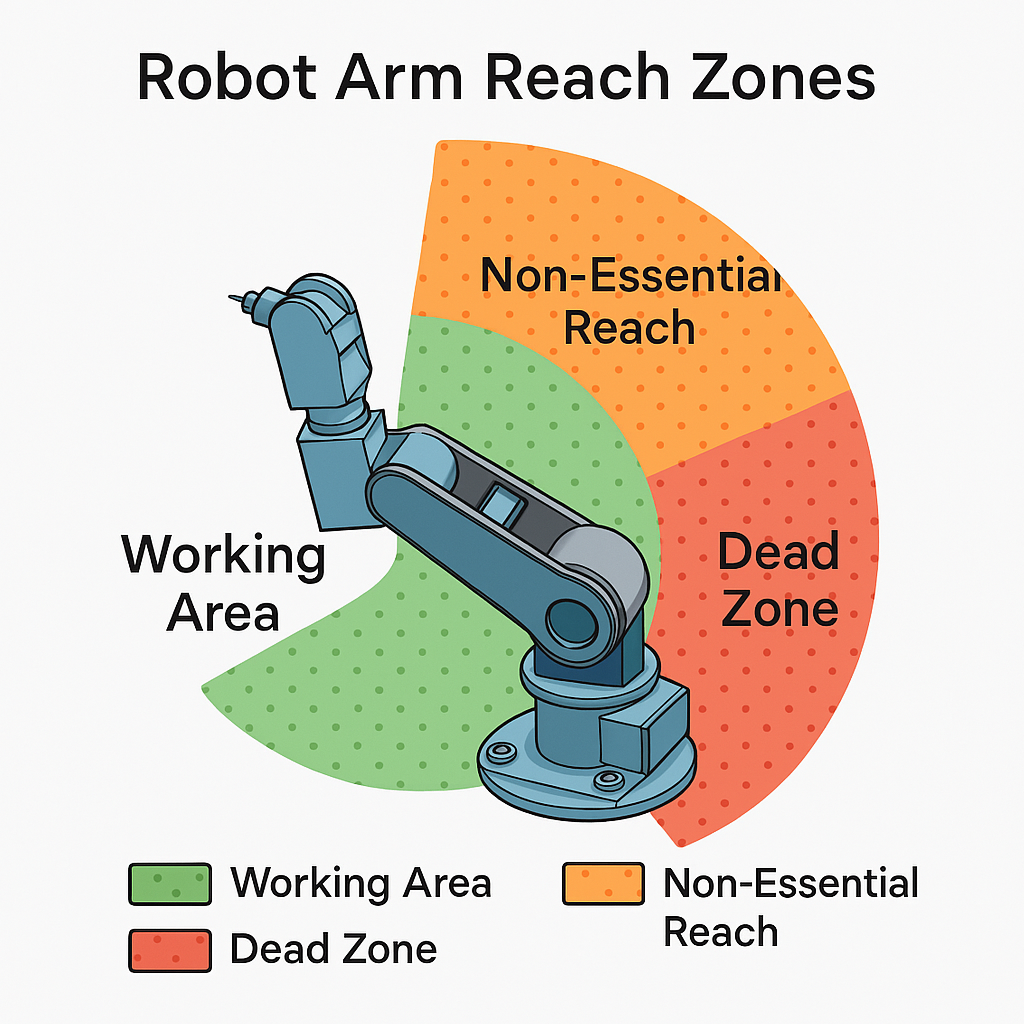 Robot Arm Reach Zones
Non-Essential
Reach
Working
Area
Dead
Zone
Working Area
Non-Essential
Reach
Dead Zone